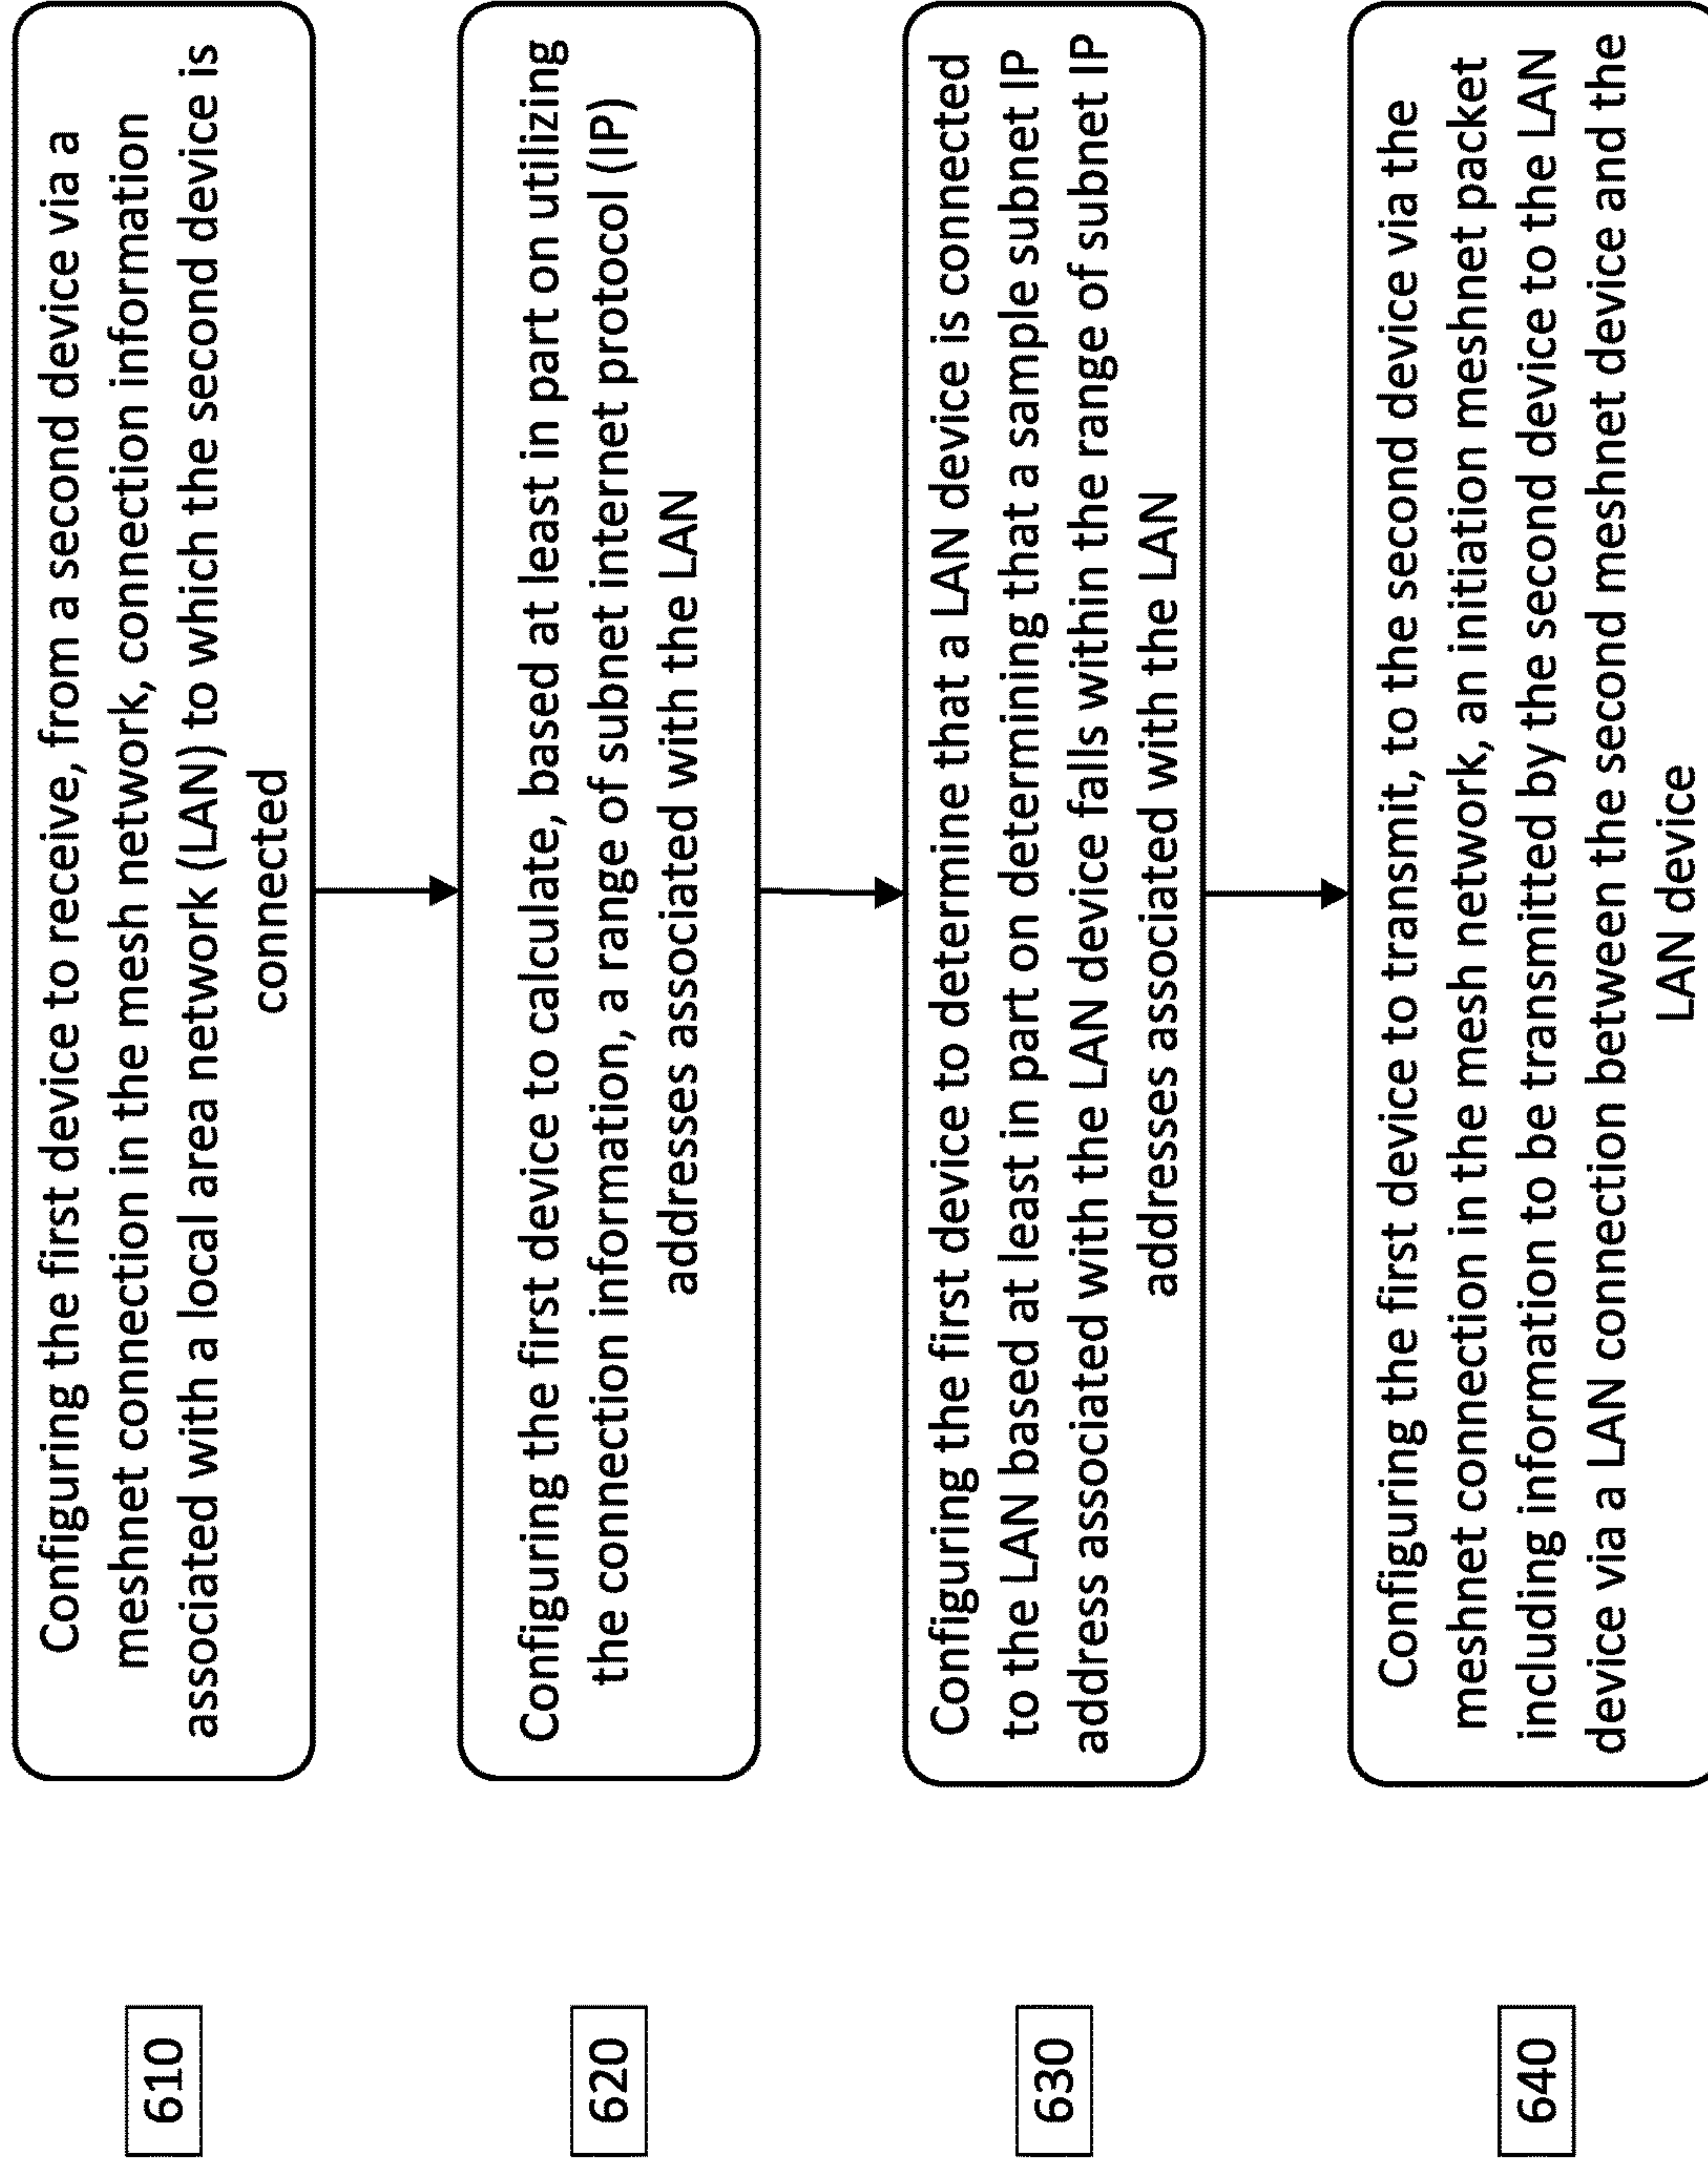 610
Configuring the first device to receive, from a second device via a
meshnet connection in the mesh network, connection information
associated with a local area network (LAN) to which the second device is
connected
620
Configuring the first device to calculate, based at least in part on utilizing
the connection information, a range of subnet internet protocol (IP)
addresses associated with the LAN
630
Configuring the first device to determine that a LAN device is connected
to the LAN based at least in part on determining that a sample subnet IP
address associated with the LAN device falls within the range of subnet IP
addresses associated with the LAN
640
Configuring the first device to transmit, to the second device via the
meshnet connection in the mesh network, an initiation meshnet packet
including information to be transmitted by the second device to the LAN
device via a LAN connection between the second meshnet device and the
LAN device